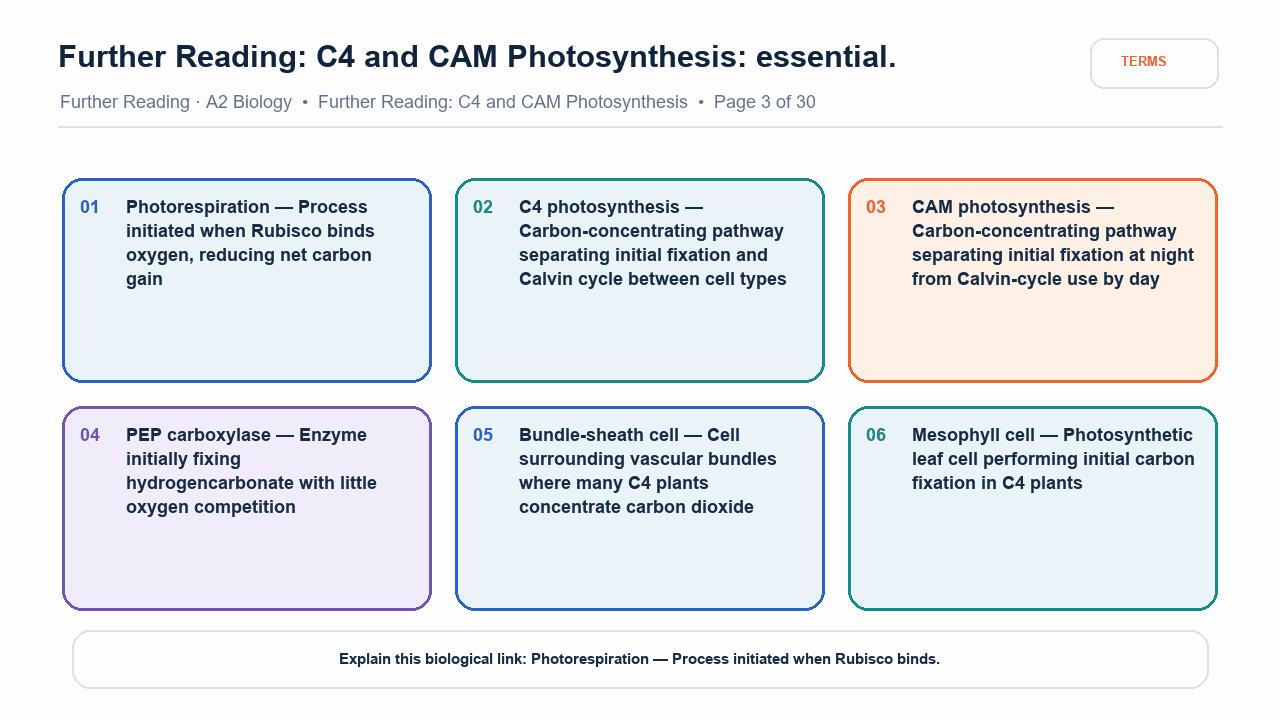 Further Reading: C4 and CAM Photosynthesis: essential.
TERMS
Further Reading · A2 Biology • Further Reading: C4 and CAM Photosynthesis • Page 3 of 30
01
Photorespiration — Process
initiated when Rubisco binds
oxygen, reducing net carbon
gain
02
C4 photosynthesis —
Carbon-concentrating pathway
separating initial fixation and
Calvin cycle between cell types
03
CAM photosynthesis —
Carbon-concentrating pathway
separating initial fixation at night
from Calvin-cycle use by day
04
PEP carboxylase — Enzyme
initially fixing
hydrogencarbonate with little
oxygen competition
05
Bundle-sheath cell — Cell
surrounding vascular bundles
where many C4 plants
concentrate carbon dioxide
06
Mesophyll cell — Photosynthetic
leaf cell performing initial carbon
fixation in C4 plants
Explain this biological link: Photorespiration — Process initiated when Rubisco binds.